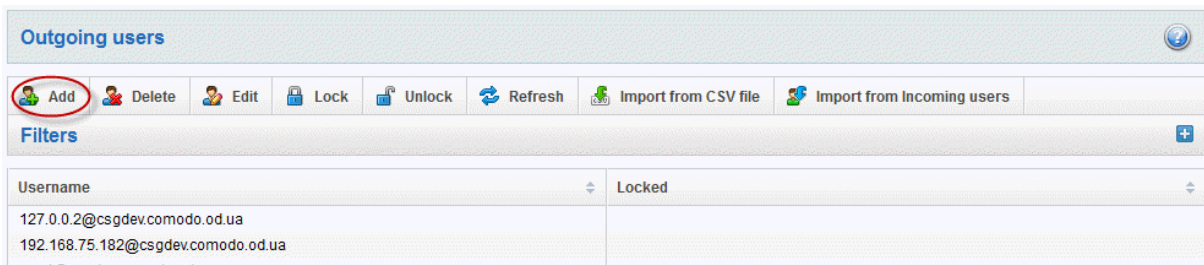 Outgoing users
Add Delete Edit Lock Unlock Refresh Import from CSV file Import from Incoming users
Filters
Username Locked
127.0.0.2@csgdev.comodo.od.ua
192.168.75.182@csgdev.comodo.od.ua